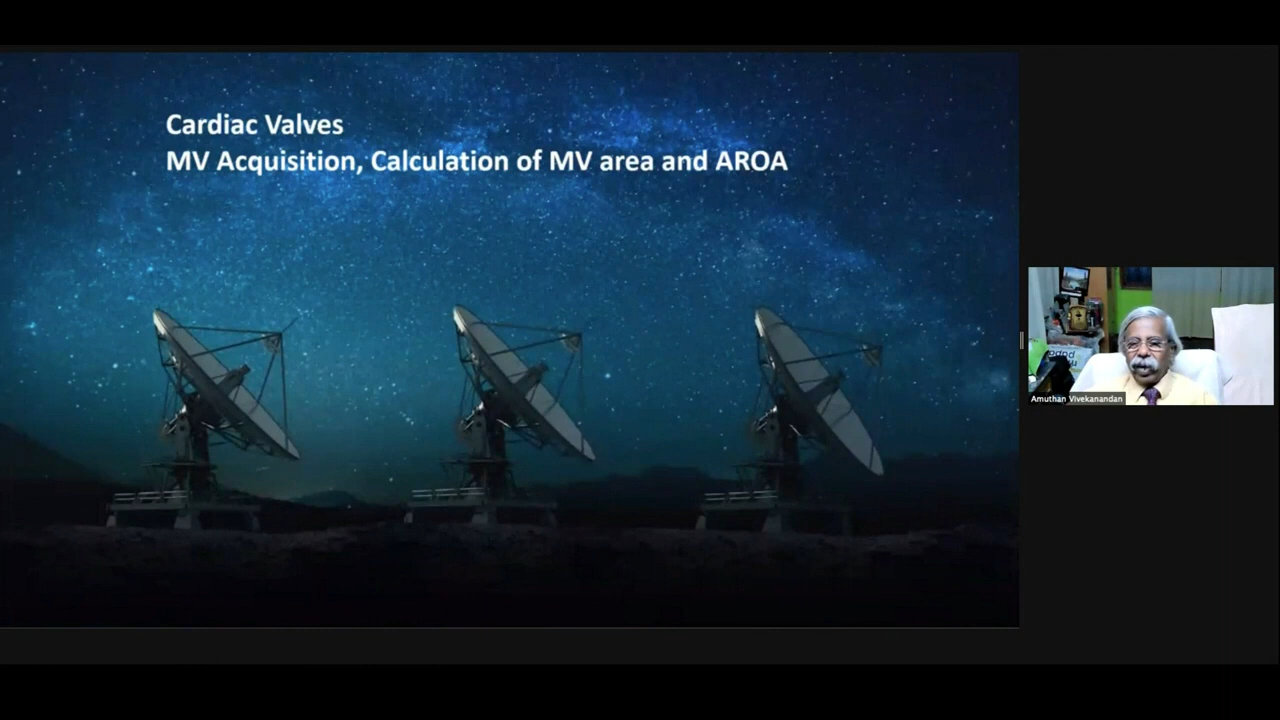 Cardiac Valves
MV Acquisition, Calculation of MV area and AROA
Amuthan Vivekanandan